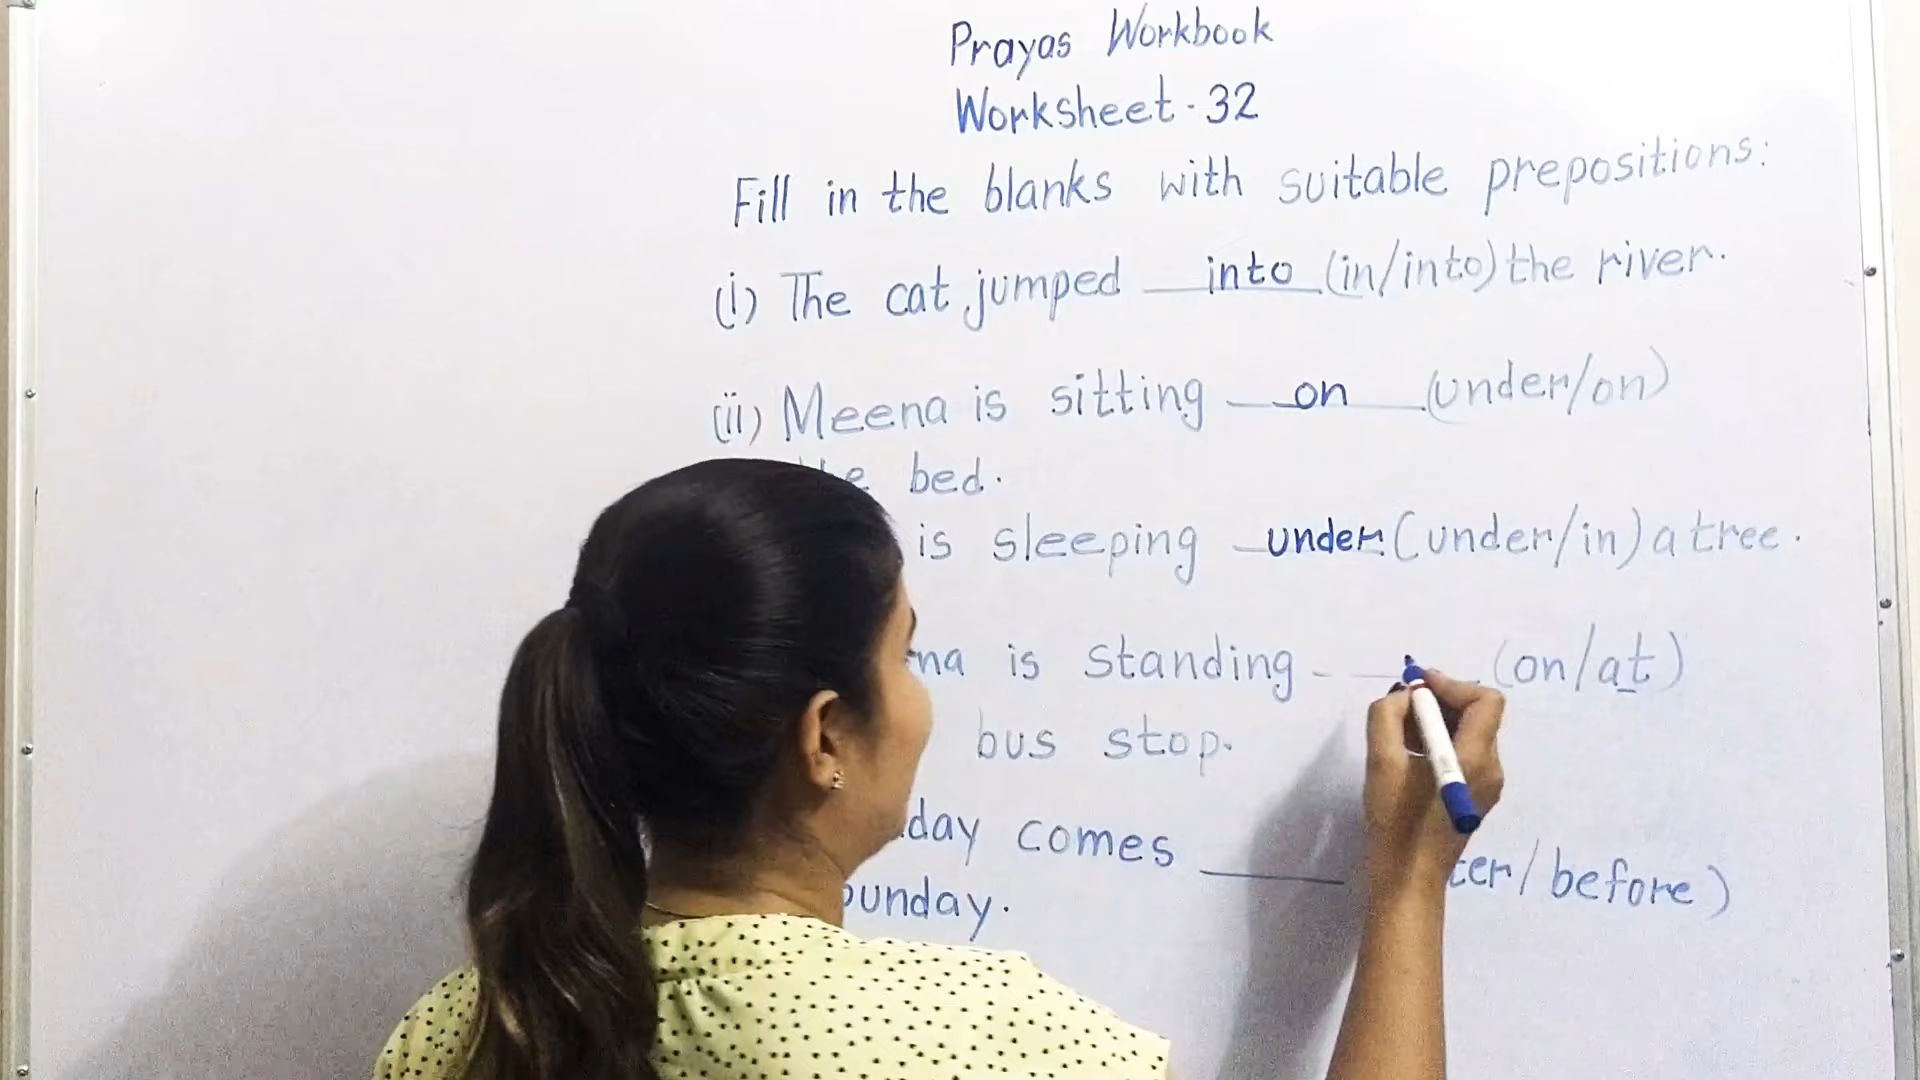 Prayas Workbook
Worksheet - 32
Fill in the blanks with suitable prepositions:
(i) The cat jumped into (in/into) the river.
(ii) Meena is sitting on (under/on)
bed.
is sleeping under (under/in) a tree.
is standing (on/at)
bus stop.
comes /before)